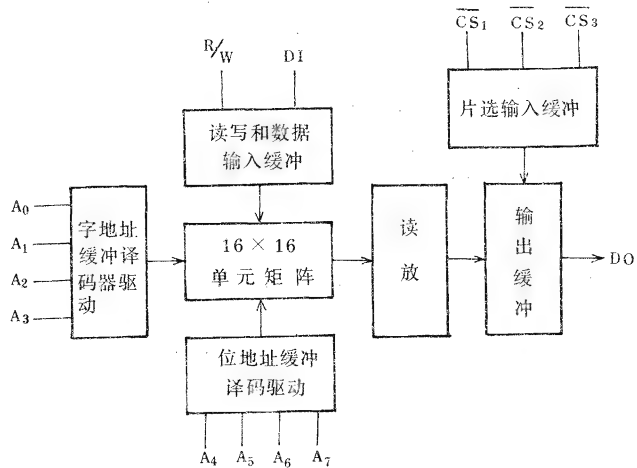 CS₁ CS₂ CS₃
R/W DI
片选输入缓冲
读写和数据
输入缓冲
A₀
A₁
A₂
A₃
字地址
缓冲译
码器驱
动
16 × 16
单元矩阵
读
放
输
出
缓
冲
DO
位地址缓冲
译码驱动
A₄ A₅ A₆ A₇